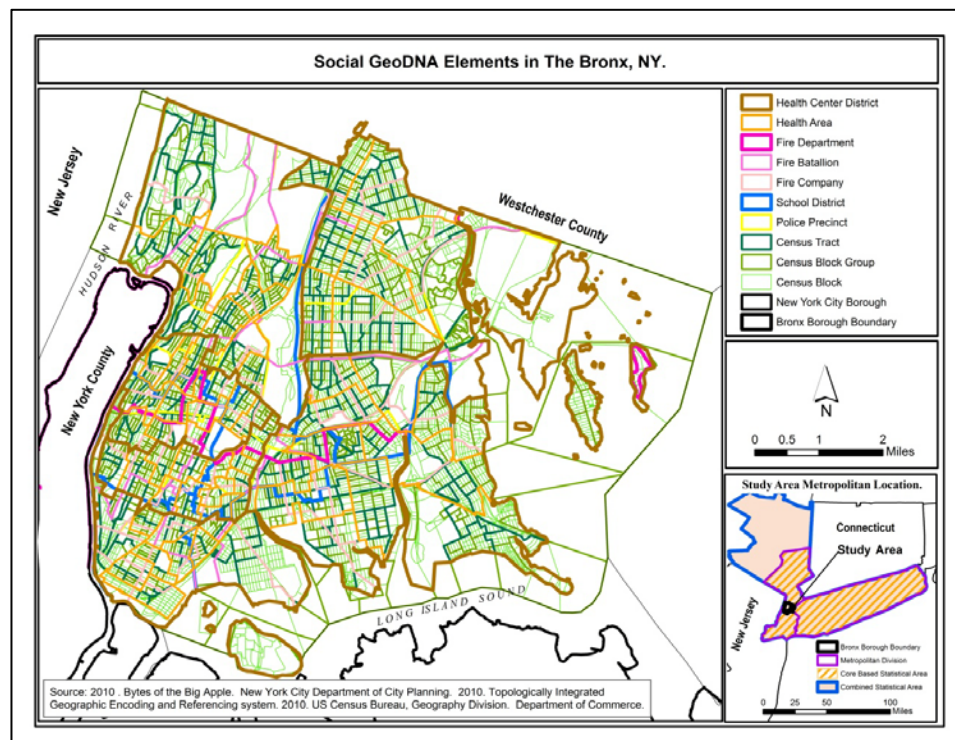 Social GeoDNA Elements in The Bronx, NY.
New Jersey
HUDSON RIVER
New York County
Westchester County
LONG ISLAND SOUND
Source: 2010 . Bytes of the Big Apple. New York City Department of City Planning. 2010. Topologically Integrated
Geographic Encoding and Referencing system. 2010. US Census Bureau, Geography Division. Department of Commerce.
Health Center District
Health Area
Fire Department
Fire Batallion
Fire Company
School District
Police Precinct
Census Tract
Census Block Group
Census Block
New York City Borough
Bronx Borough Boundary
N
0 0.5 1 2
Miles
Study Area Metropolitan Location.
Connecticut
Study Area
New Jersey
Bronx Borough Boundary
Metropolitan Division
Core Based Statistical Area
Combined Statistical Area
0 25 50 100
Miles